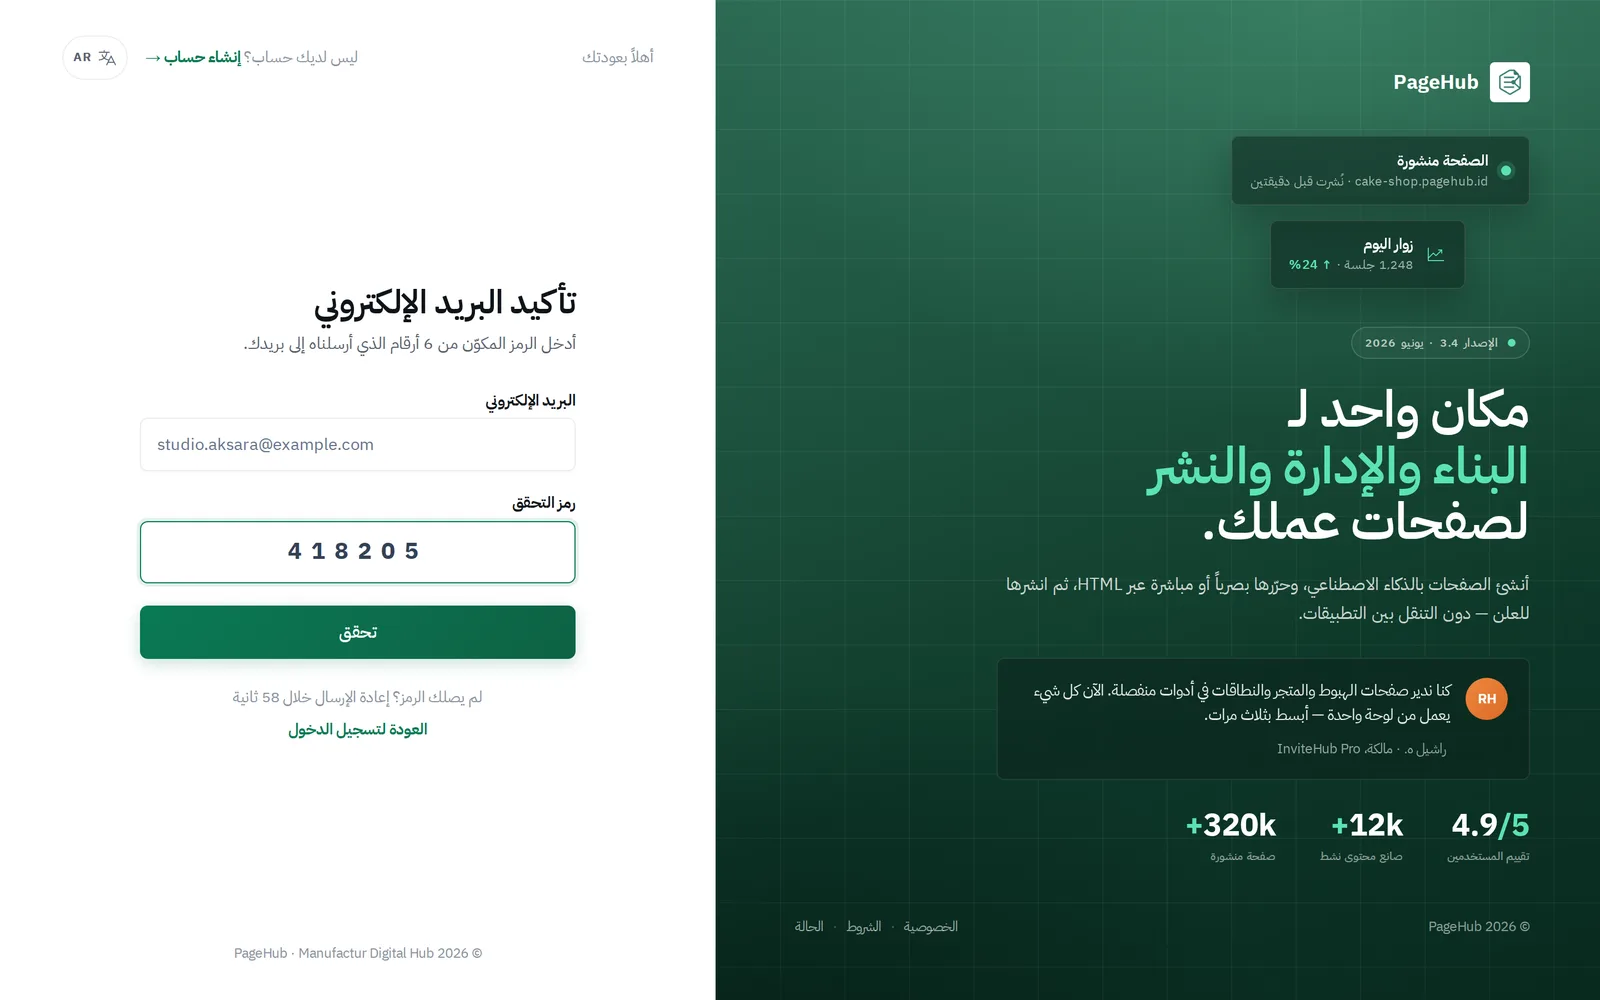 PageHub
الصفحة منشورة
cake-shop.pagehub.id · نُشرت قبل دقيقتين
زوار اليوم
1,248 جلسة · ↑ 24%
الإصدار 3.4 · يونيو 2026
مكان واحد لـ
البناء والإدارة والنشر
لصفحات عملك.
أنشئ الصفحات بالذكاء الاصطناعي، وحرّرها بصرياً أو مباشرة عبر HTML، ثم انشرها
للعلن — دون التنقل بين التطبيقات.
RH
كنا ندير صفحات الهبوط والمتجر والنطاقات في أدوات منفصلة. الآن كل شيء
يعمل من لوحة واحدة — أبسط بثلاث مرات.
راشيل ه. · مالكة، InviteHub Pro
4.9/5
تقييم المستخدمين
12k+
صانع محتوى نشط
320k+
صفحة منشورة
© 2026 PageHub
الخصوصية · الشروط · الحالة
أهلاً بعودتك
ليس لديك حساب؟ إنشاء حساب →
AR
تأكيد البريد الإلكتروني
أدخل الرمز المكوّن من 6 أرقام الذي أرسلناه إلى بريدك.
البريد الإلكتروني
studio.aksara@example.com
رمز التحقق
418205
تحقق
لم يصلك الرمز؟ إعادة الإرسال خلال 58 ثانية
العودة لتسجيل الدخول
© 2026 PageHub · Manufactur Digital Hub